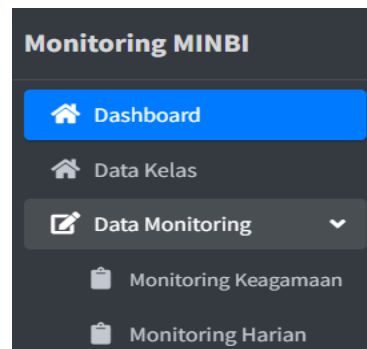 Monitoring MINBI
Dashboard
Data Kelas
Data Monitoring
Monitoring Keagamaan
Monitoring Harian